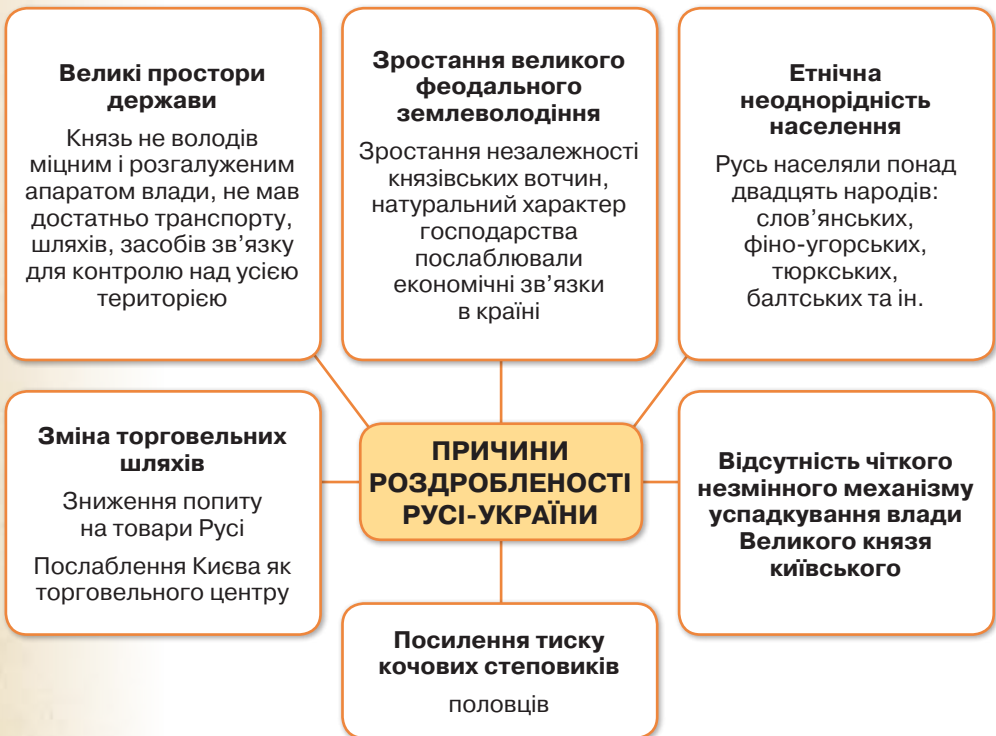 Великі простори
держави
Князь не володів
міцним і розгалуженим
апаратом влади, не мав
достатньо транспорту,
шляхів, засобів зв’язку
для контролю над усією
територією
Зростання великого
феодального
землеволодіння
Зростання незалежності
князівських вотчин,
натуральний характер
господарства
послаблювали
економічні зв’язки
в країні
Етнічна
неоднорідність
населення
Русь населяли понад
двадцять народів:
слов’янських,
фіно-угорських,
тюркських,
балтських та ін.
Зміна торговельних
шляхів
Зниження попиту
на товари Русі
Послаблення Києва як
торговельного центру
ПРИЧИНИ
РОЗДРОБЛЕНОСТІ
РУСІ-УКРАЇНИ
Відсутність чіткого
незмінного механізму
успадкування влади
Великого князя
київського
Посилення тиску
кочових степовиків
половців